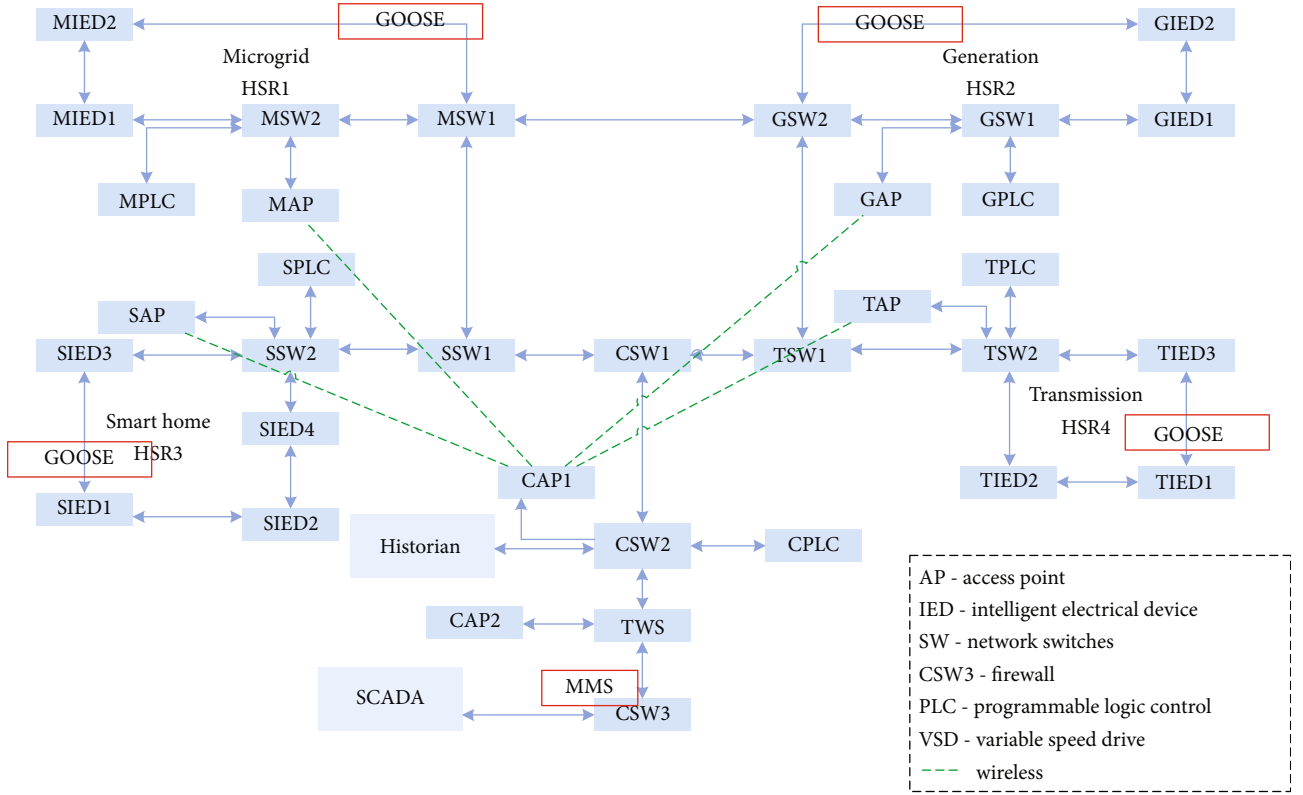 MIED2
GOOSE
GOOSE
GIED2
Microgrid
HSR1
Generation
HSR2
MIED1
MSW2
MSW1
GSW2
GSW1
GIED1
MPLC
MAP
GAP
GPLC
SPLC
TPLC
SAP
TAP
SIED3
SSW2
SSW1
CSW1
TSW1
TSW2
TIED3
Smart home
HSR3
SIED4
Transmission
HSR4
GOOSE
GOOSE
SIED1
SIED2
CAP1
TIED2
TIED1
Historian
CSW2
CPLC
CAP2
TWS
SCADA
MMS
CSW3
AP - access point
IED - intelligent electrical device
SW - network switches
CSW3 - firewall
PLC - programmable logic control
VSD - variable speed drive
wireless